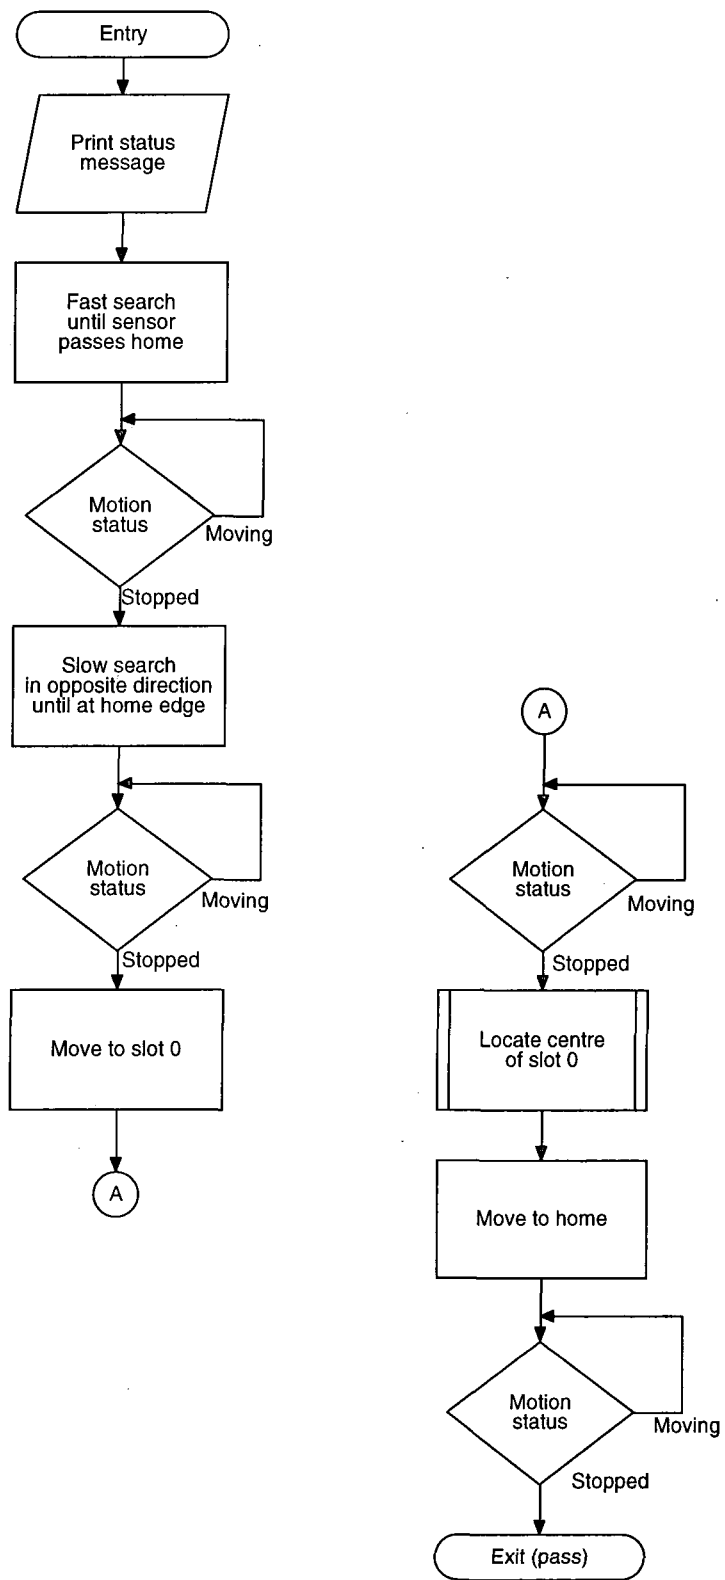 Entry
Print status
message
Fast search
until sensor
passes home
Motion
status
Moving
Stopped
Slow search
in opposite direction
until at home edge
Motion
status
Moving
Stopped
Move to slot 0
A
A
Motion
status
Moving
Stopped
Locate centre
of slot 0
Move to home
Motion
status
Moving
Stopped
Exit (pass)